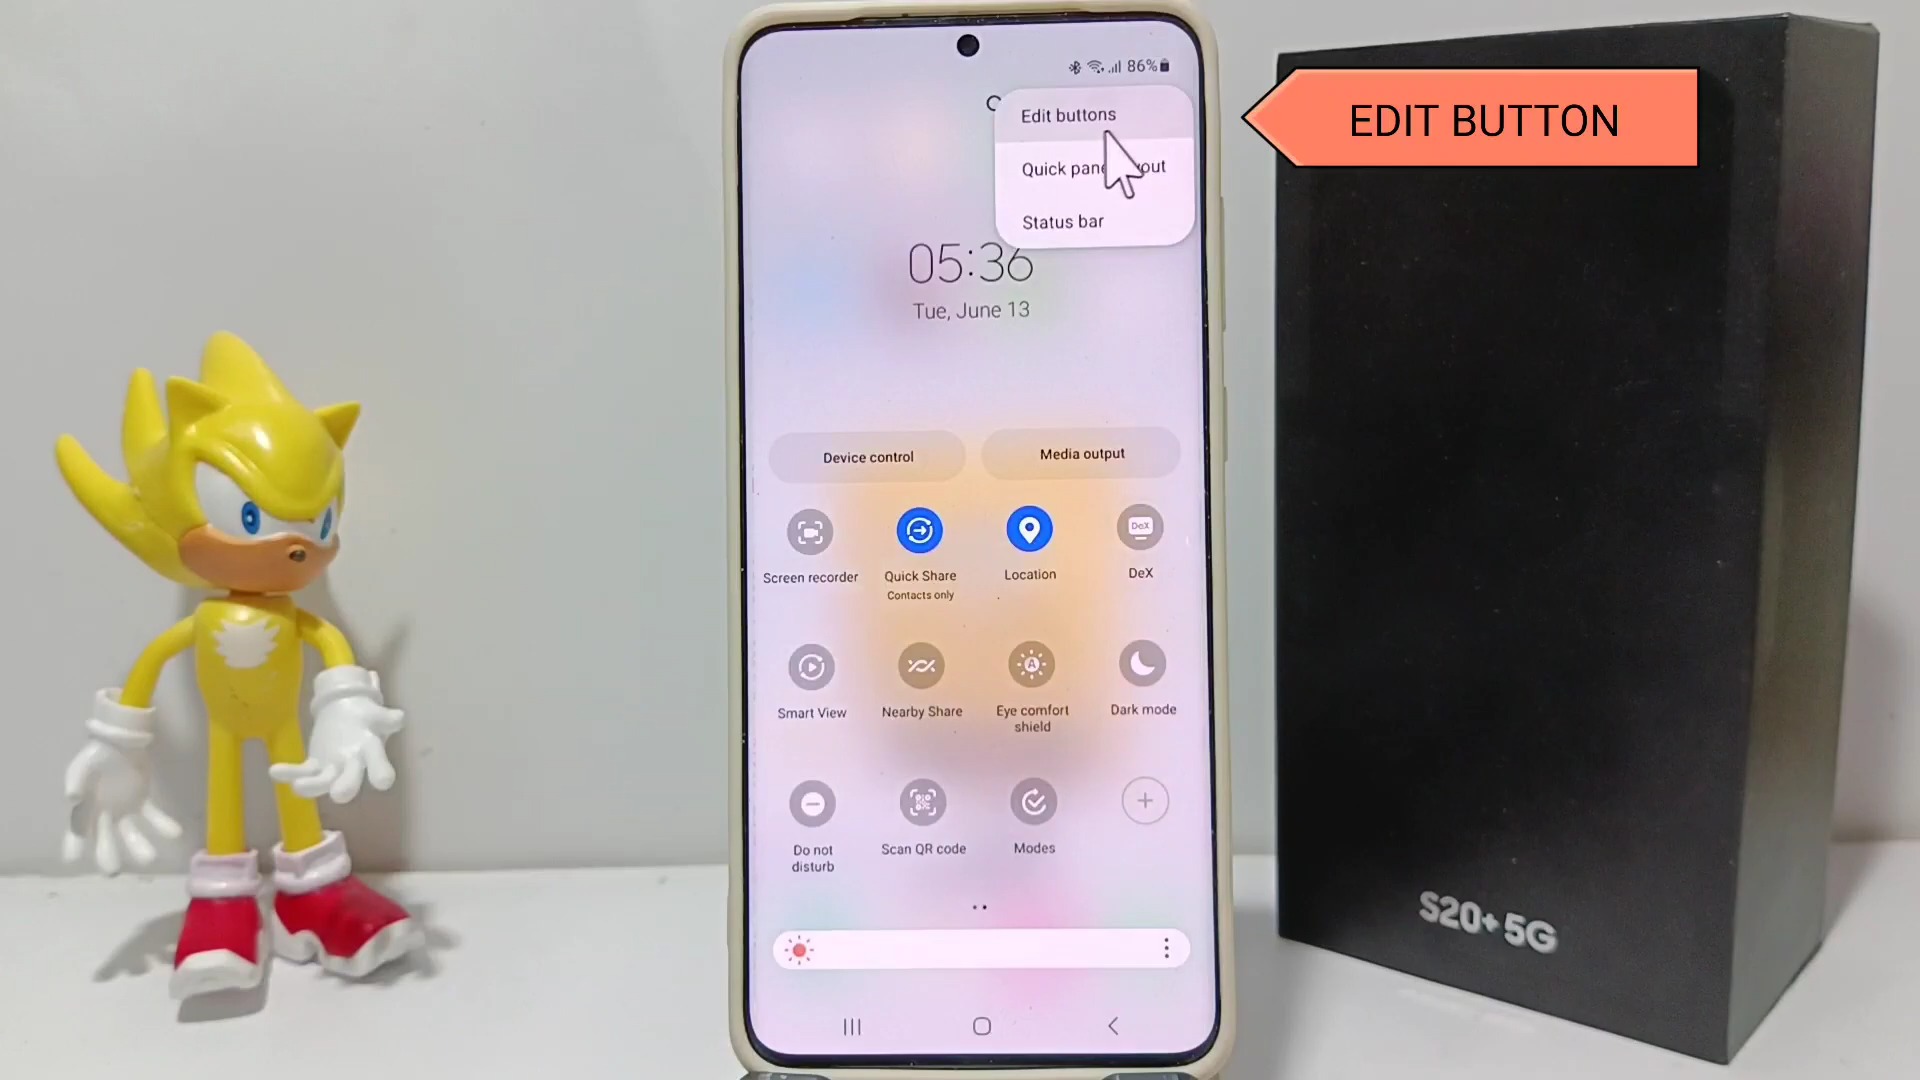 86%
Edit buttons
EDIT BUTTON
Quick pane out
Status bar
05:36
Tue, June 13
Device control
Media output
DeX
Screen recorder
Quick Share
Contacts only
Location
DeX
A
Smart View
Nearby Share
Eye comfort
shield
Dark mode
Do not
disturb
Scan QR code
Modes
S20+ 5G